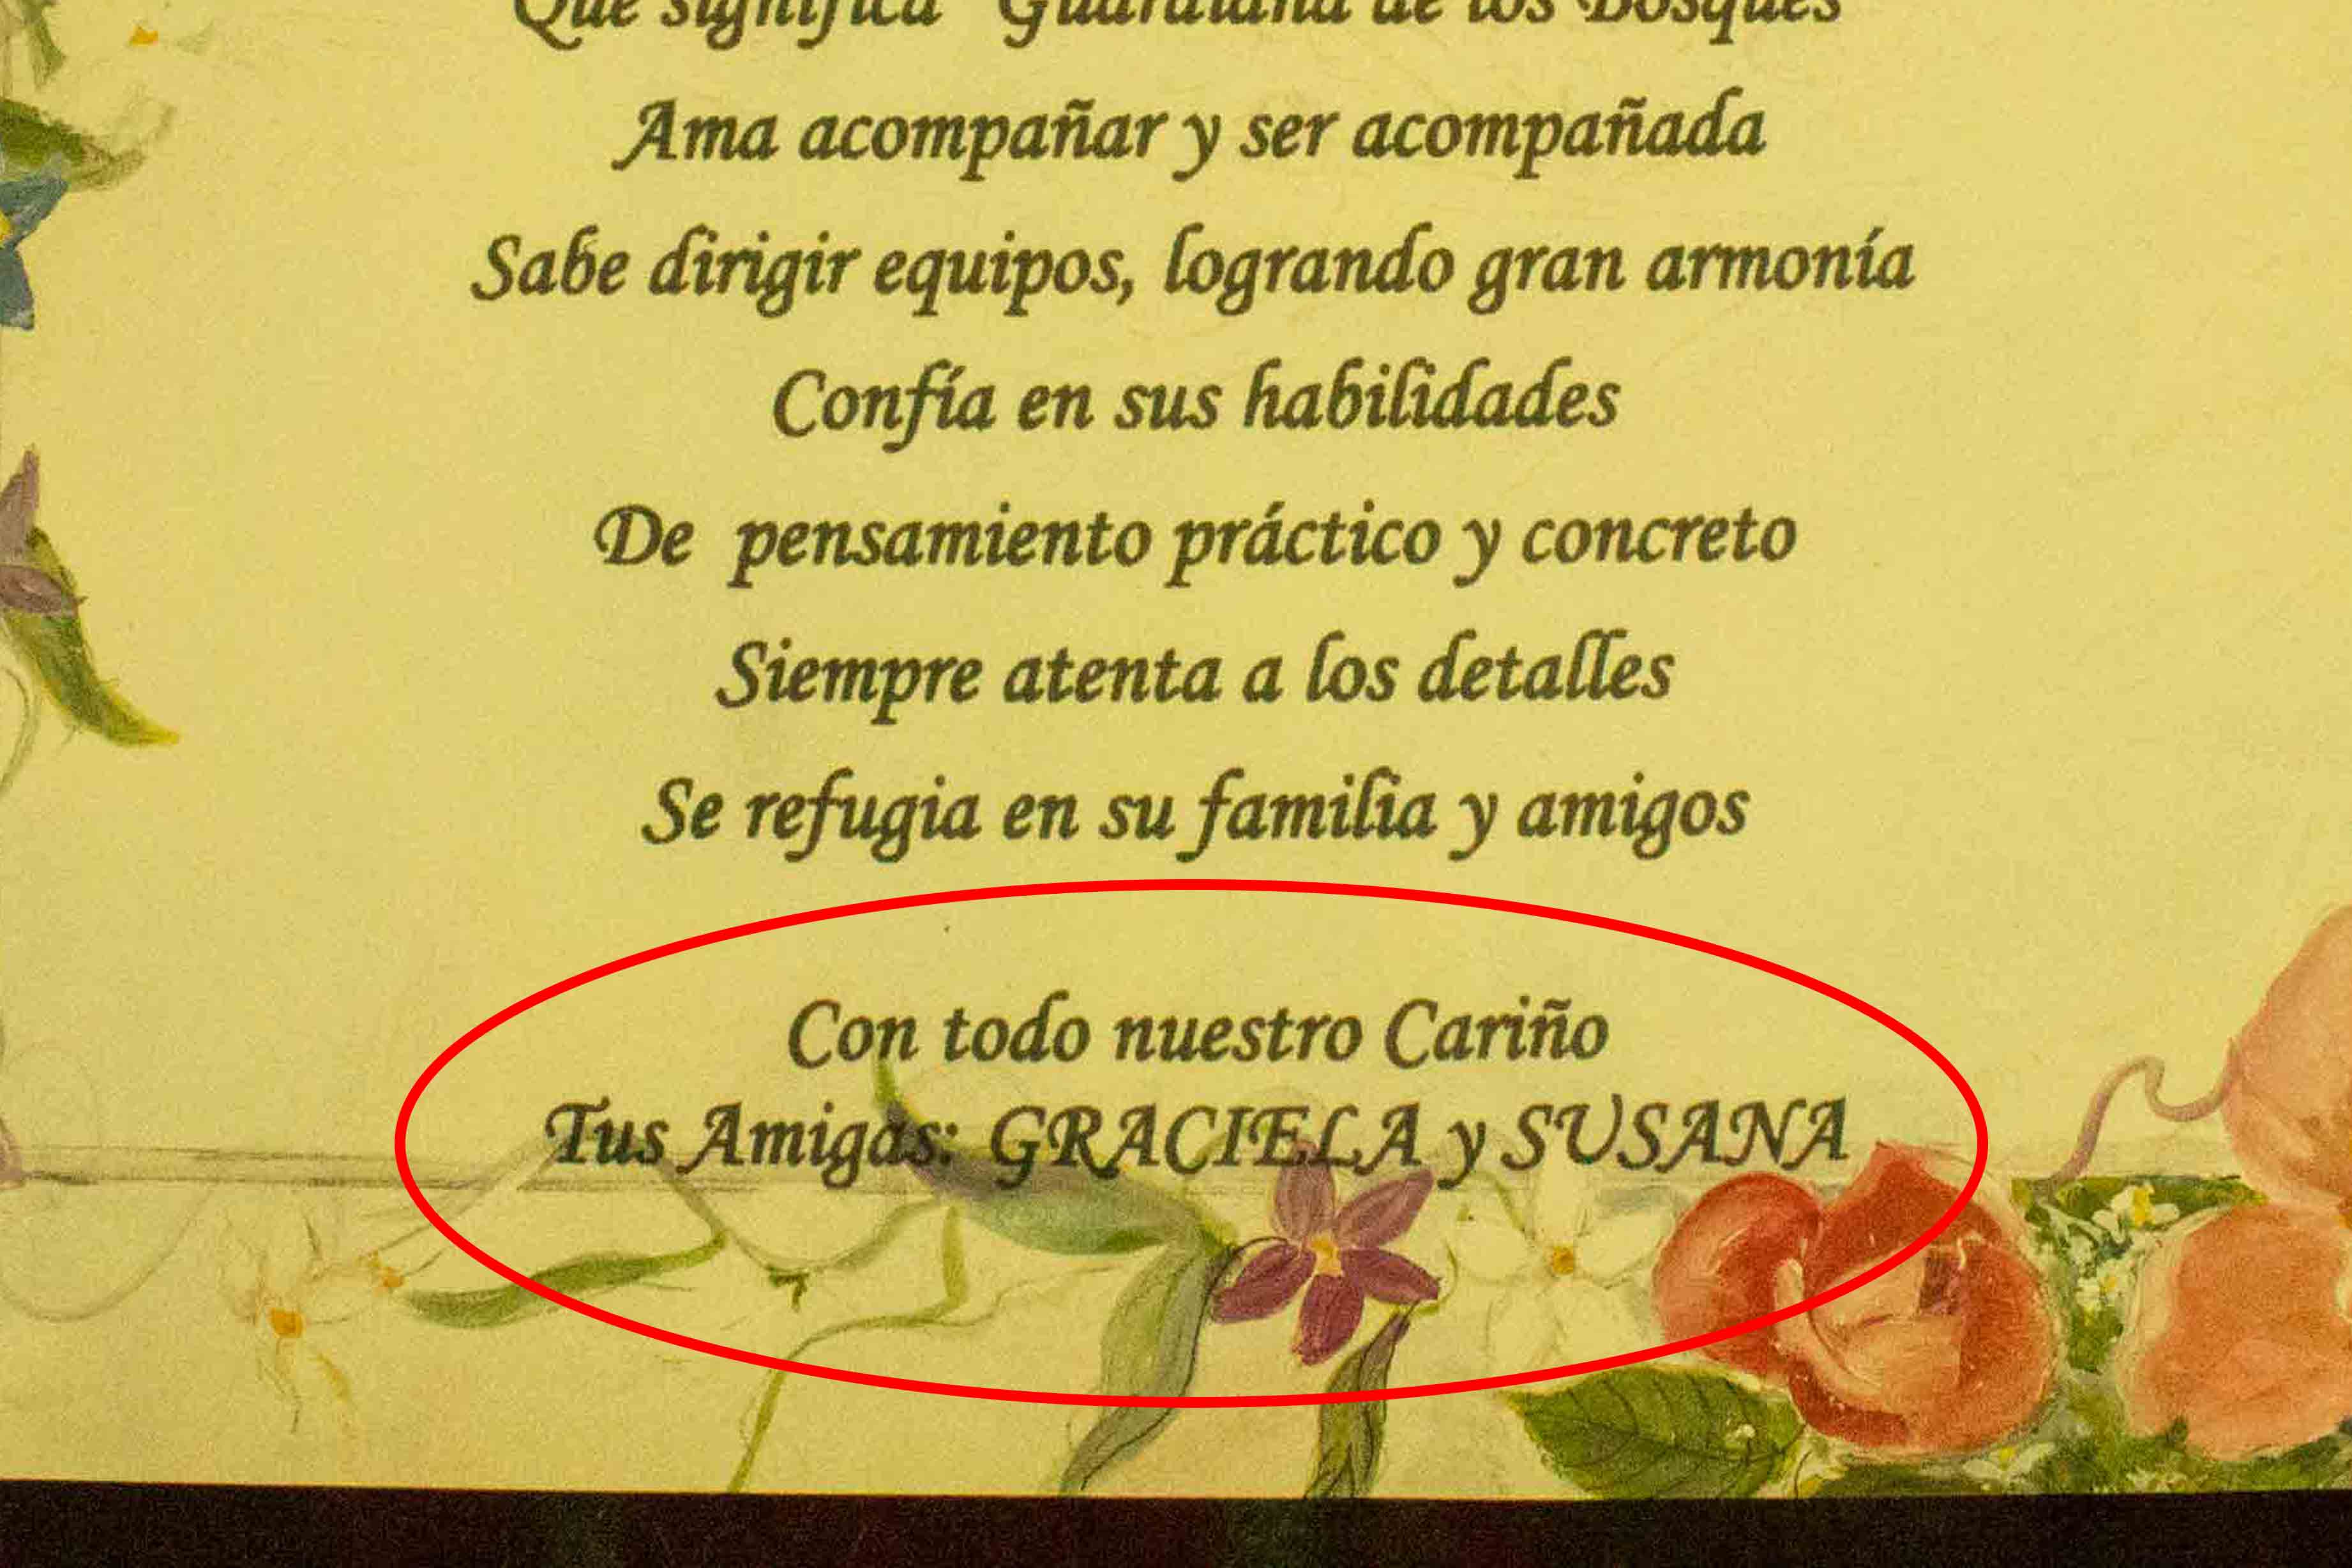 Que significa "Guardiana de los Bosques"
Ama acompañar y ser acompañada
Sabe dirigir equipos, logrando gran armonía
Confía en sus habilidades
De pensamiento práctico y concreto
Siempre atenta a los detalles
Se refugia en su familia y amigos
Con todo nuestro Cariño
Tus Amigas: GRACIELA y SUSANA